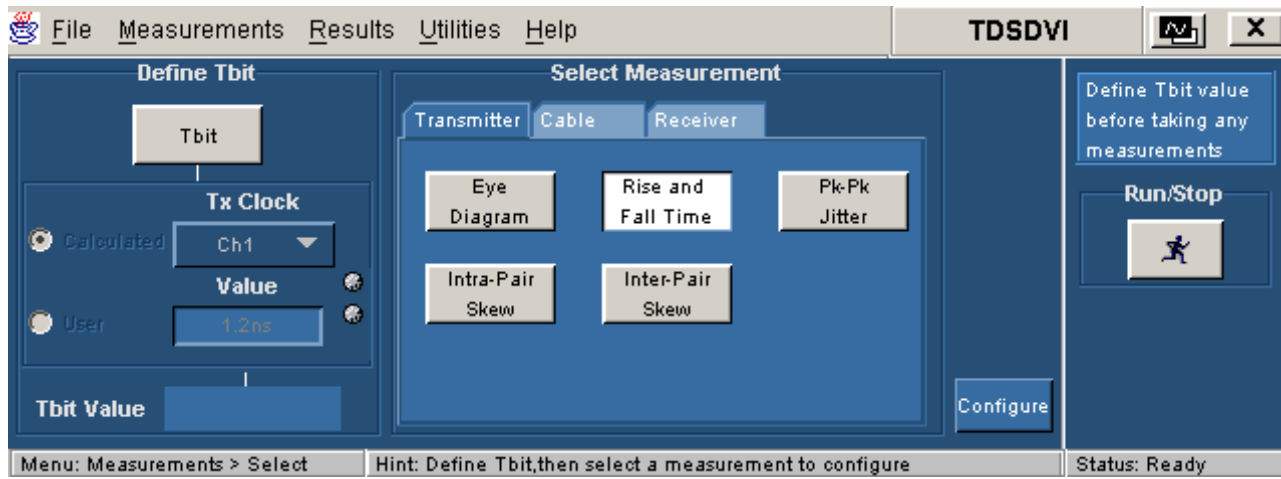 File Measurements Results Utilities Help TDSDVI
Define Tbit
Tbit
Tx Clock
Calculated
Ch1
Value
User
1.2ns
Tbit Value
Select Measurement
Transmitter Cable Receiver
Eye
Diagram
Rise and
Fall Time
Pk-Pk
Jitter
Intra-Pair
Skew
Inter-Pair
Skew
Configure
Define Tbit value
before taking any
measurements
Run/Stop
Menu: Measurements > Select
Hint: Define Tbit,then select a measurement to configure
Status: Ready